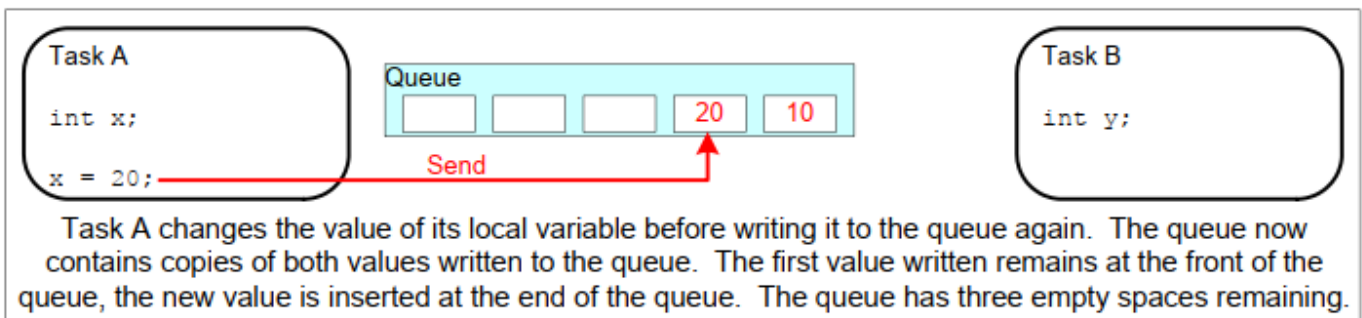 Task A
int x;
x = 20;
Queue
20 10
Send
Task B
int y;
Task A changes the value of its local variable before writing it to the queue again. The queue now
contains copies of both values written to the queue. The first value written remains at the front of the
queue, the new value is inserted at the end of the queue. The queue has three empty spaces remaining.